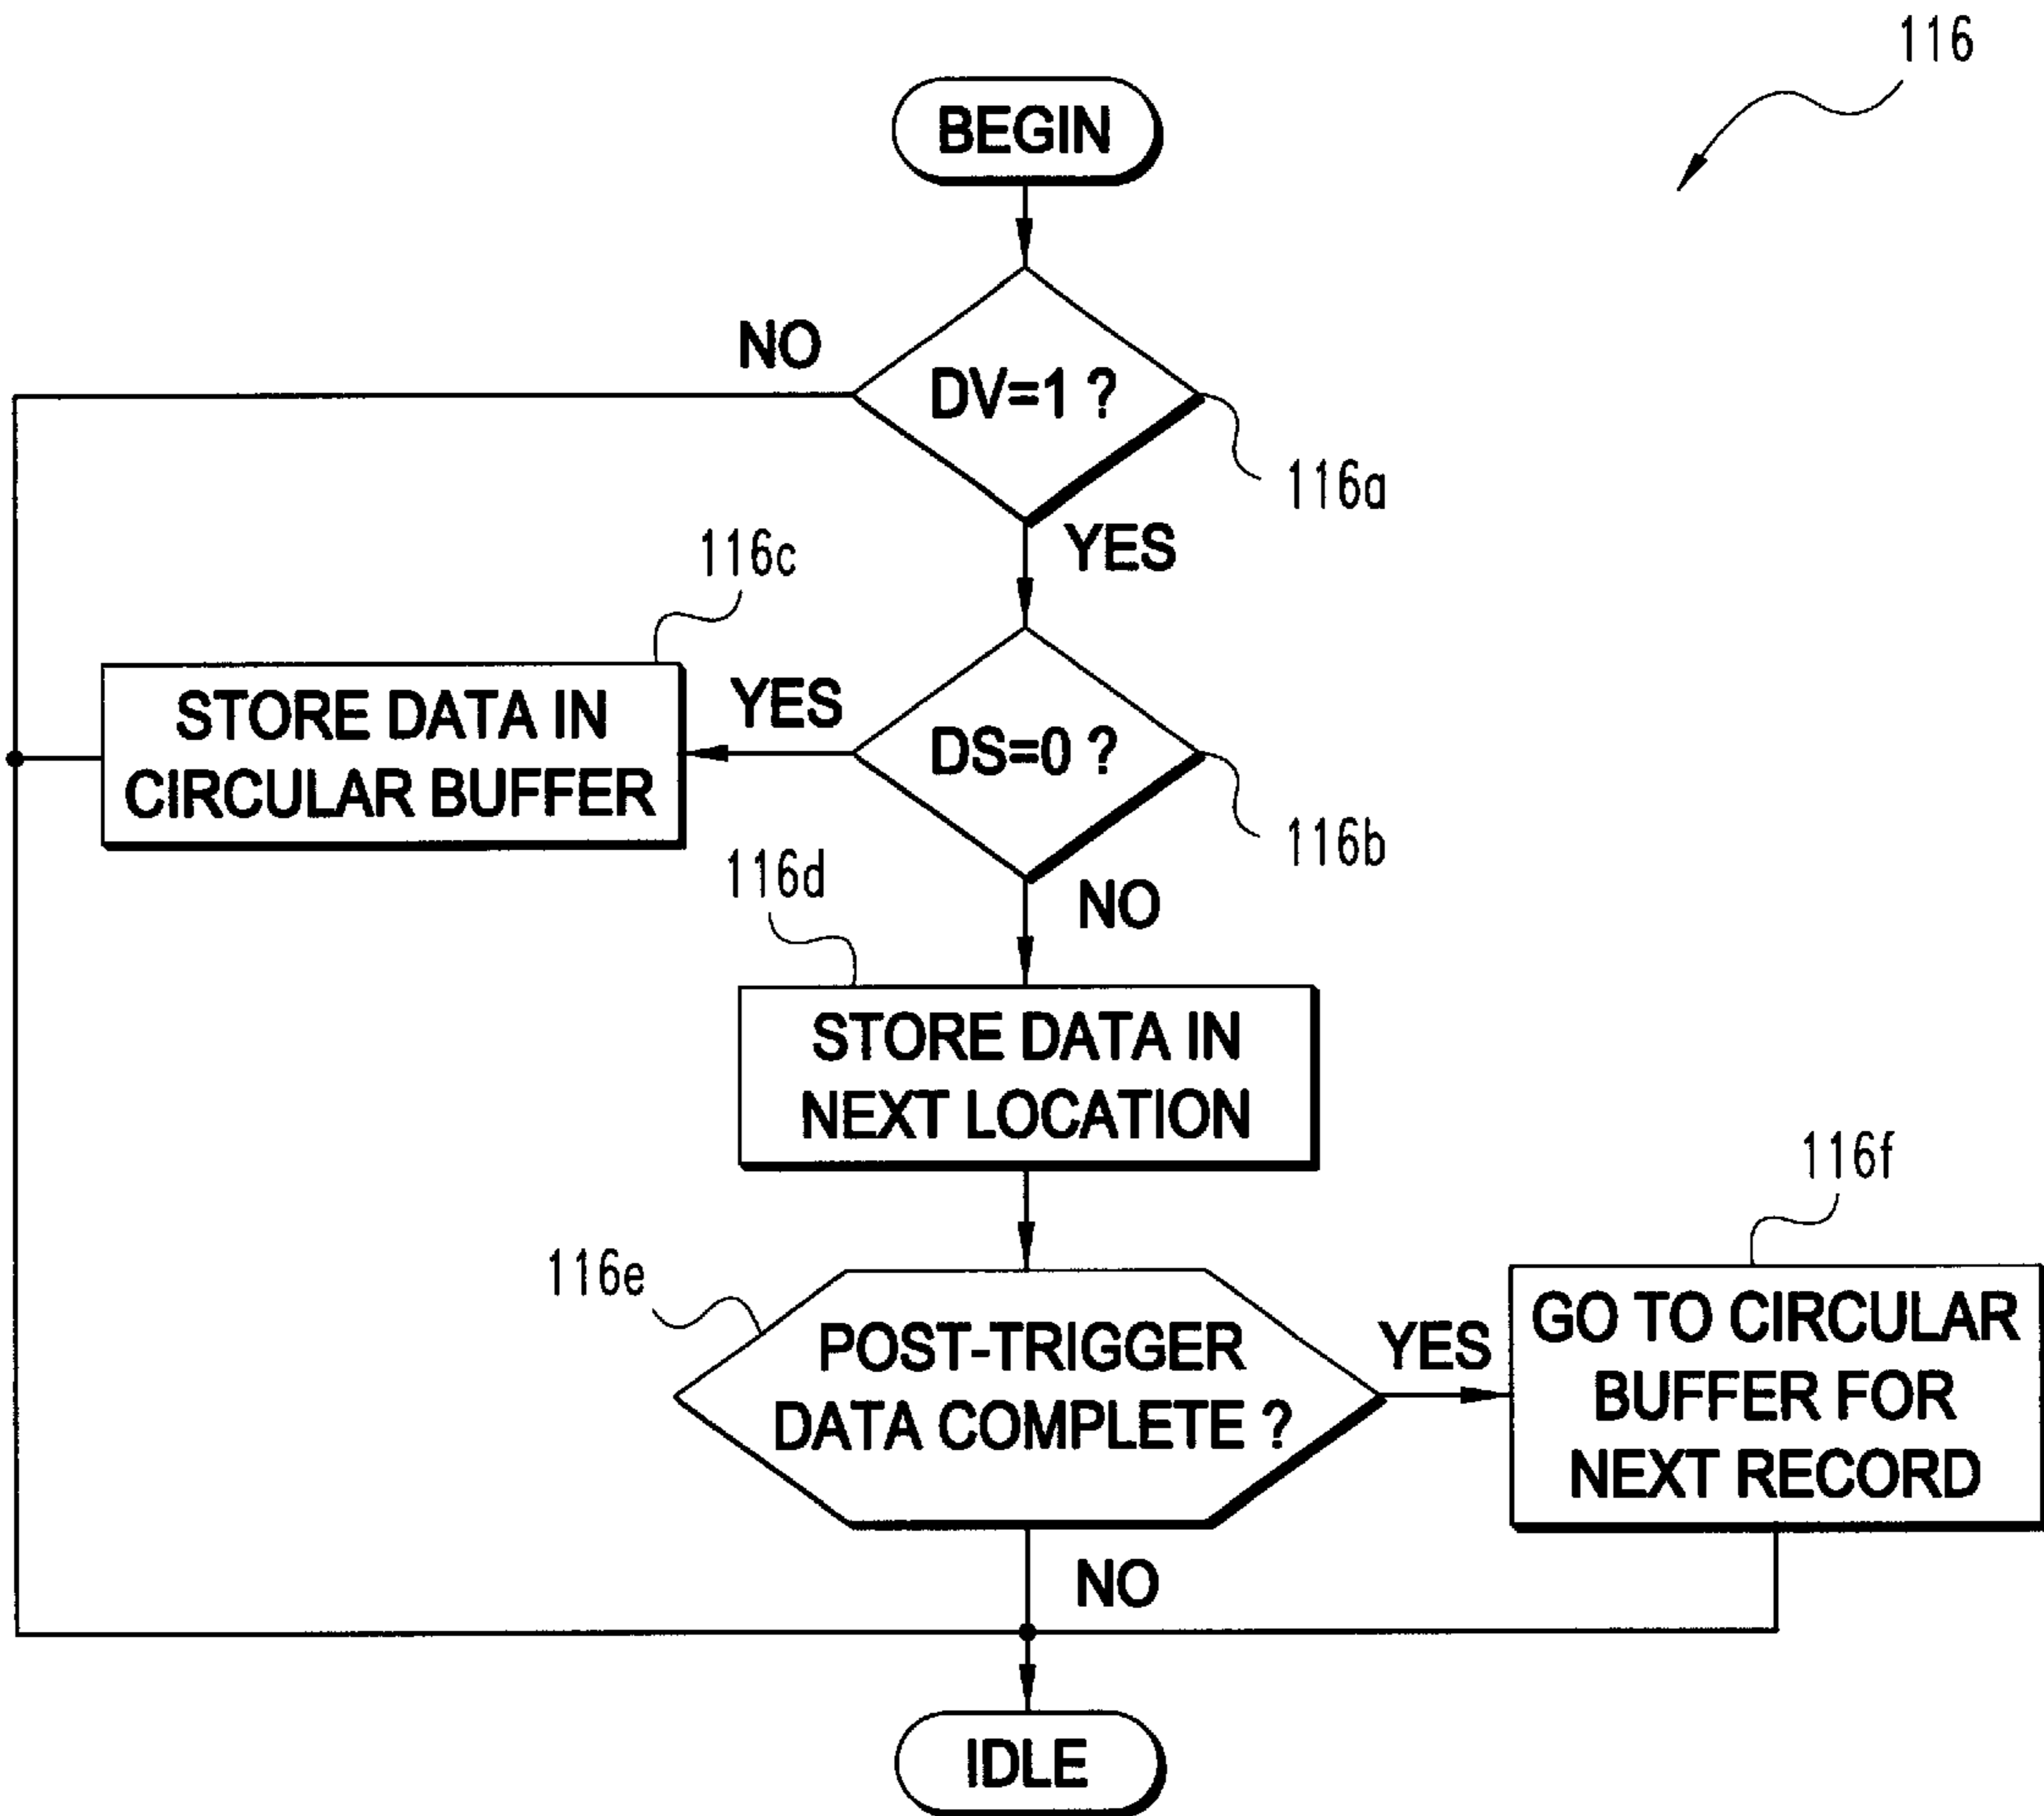 116
BEGIN
NO
DV=1 ?
116a
YES
116c
STORE DATA IN
CIRCULAR BUFFER
YES
DS=0 ?
116b
116d
NO
STORE DATA IN
NEXT LOCATION
116e
POST-TRIGGER
DATA COMPLETE ?
YES
116f
GO TO CIRCULAR
BUFFER FOR
NEXT RECORD
NO
IDLE